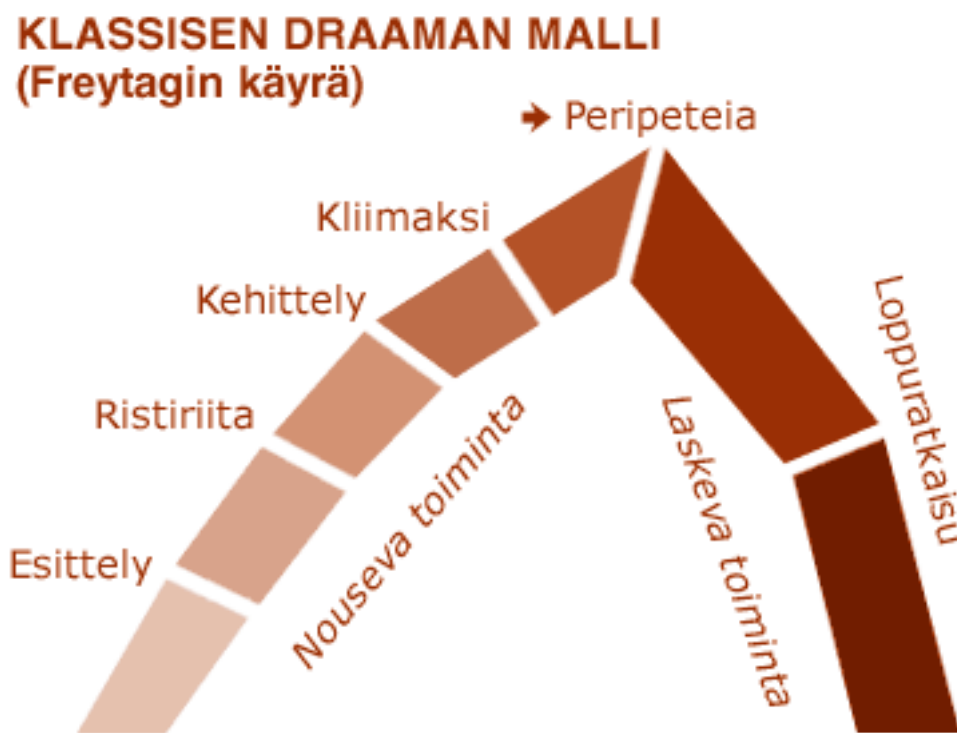 KLASSISEN DRAAMAN MALLI
(Freytagin käyrä)
Peripeteia
Kliimaksi
Kehittely
Ristiriita
Esittely
Nouseva toiminta
Laskeva toiminta
Loppuratkaisu